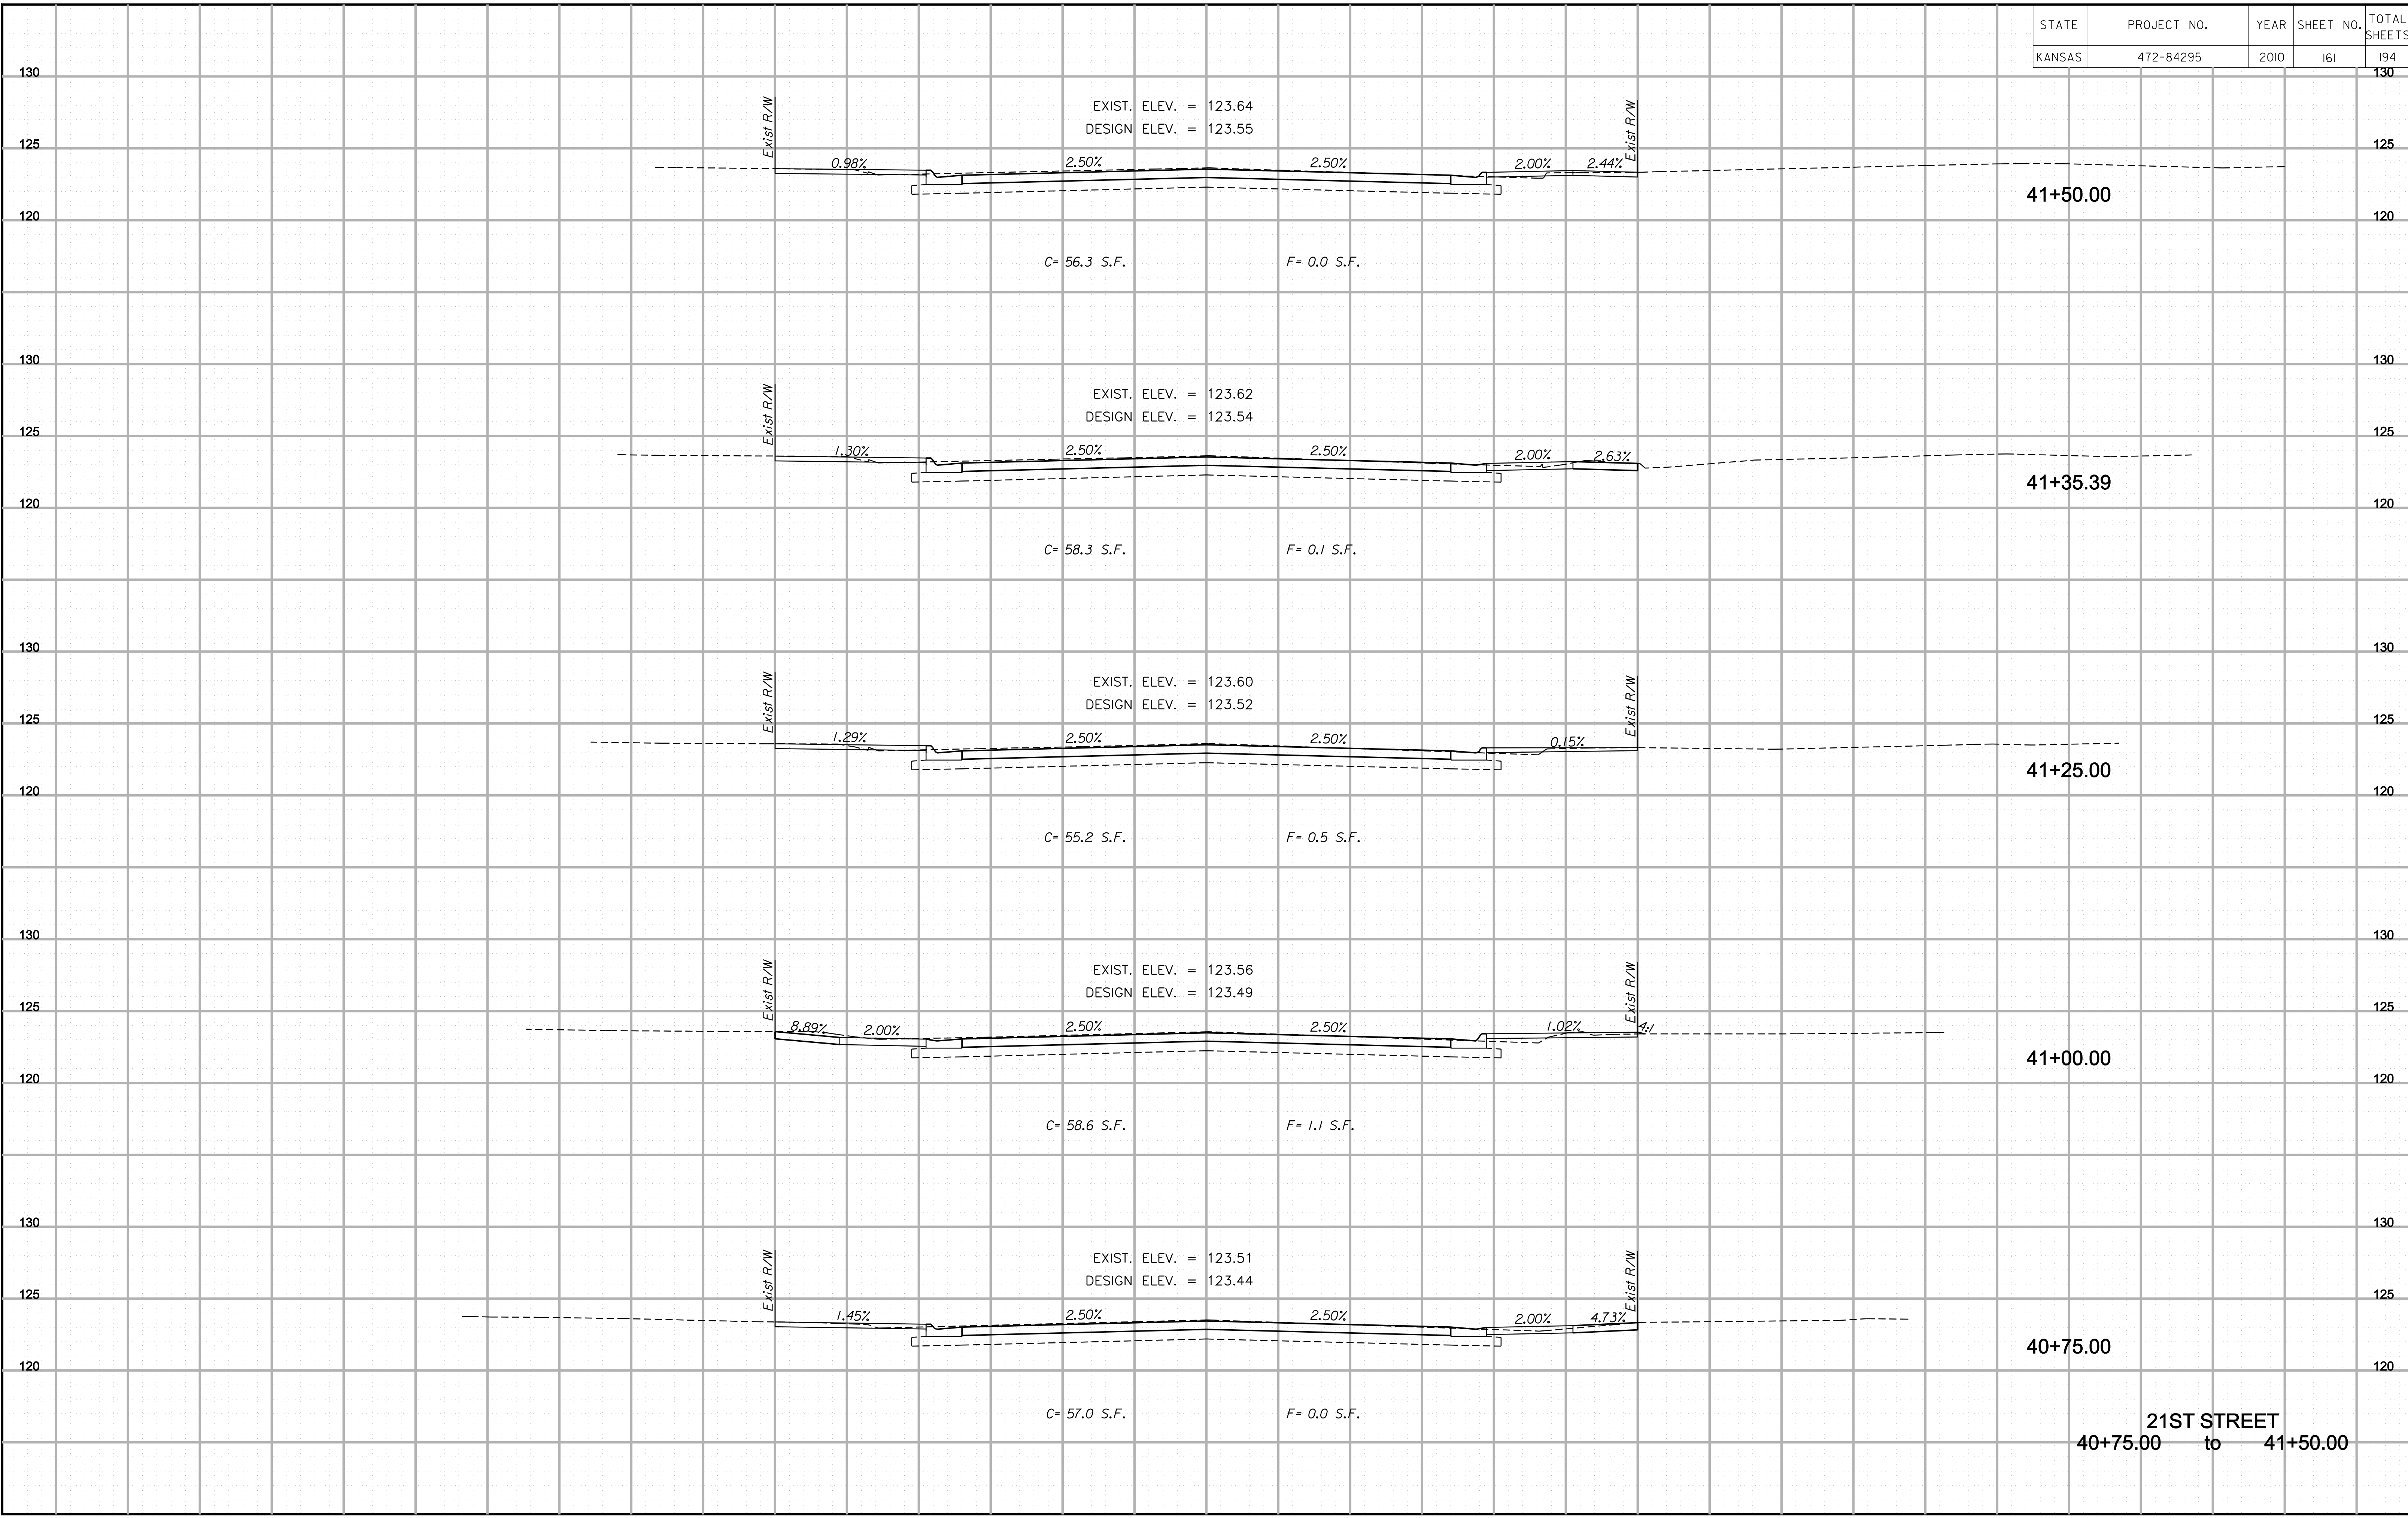 STATE PROJECT NO. YEAR SHEET NO. TOTAL SHEETS
KANSAS 472-84295 2010 161 194
130 130
Exist R/W EXIST. ELEV. = 123.64 Exist R/W
DESIGN ELEV. = 123.55
125 125
0.98% 2.50% 2.50% 2.00% 2.44%
41+50.00
120 120
C= 56.3 S.F. F= 0.0 S.F.
130 130
Exist R/W EXIST. ELEV. = 123.62
DESIGN ELEV. = 123.54
125 125
1.30% 2.50% 2.50% 2.00% 2.63%
41+35.39
120 120
C= 58.3 S.F. F= 0.1 S.F.
130 130
Exist R/W EXIST. ELEV. = 123.60 Exist R/W
DESIGN ELEV. = 123.52
125 125
1.29% 2.50% 2.50% 0.15%
41+25.00
120 120
C= 55.2 S.F. F= 0.5 S.F.
130 130
Exist R/W EXIST. ELEV. = 123.56 Exist R/W
DESIGN ELEV. = 123.49
125 125
8.89% 2.00% 2.50% 2.50% 1.02% 4:1
41+00.00
120 120
C= 58.6 S.F. F= 1.1 S.F.
130 130
Exist R/W EXIST. ELEV. = 123.51 Exist R/W
DESIGN ELEV. = 123.44
125 125
1.45% 2.50% 2.50% 2.00% 4.73%
40+75.00
120 120
C= 57.0 S.F. F= 0.0 S.F.
21ST STREET
40+75.00 to 41+50.00